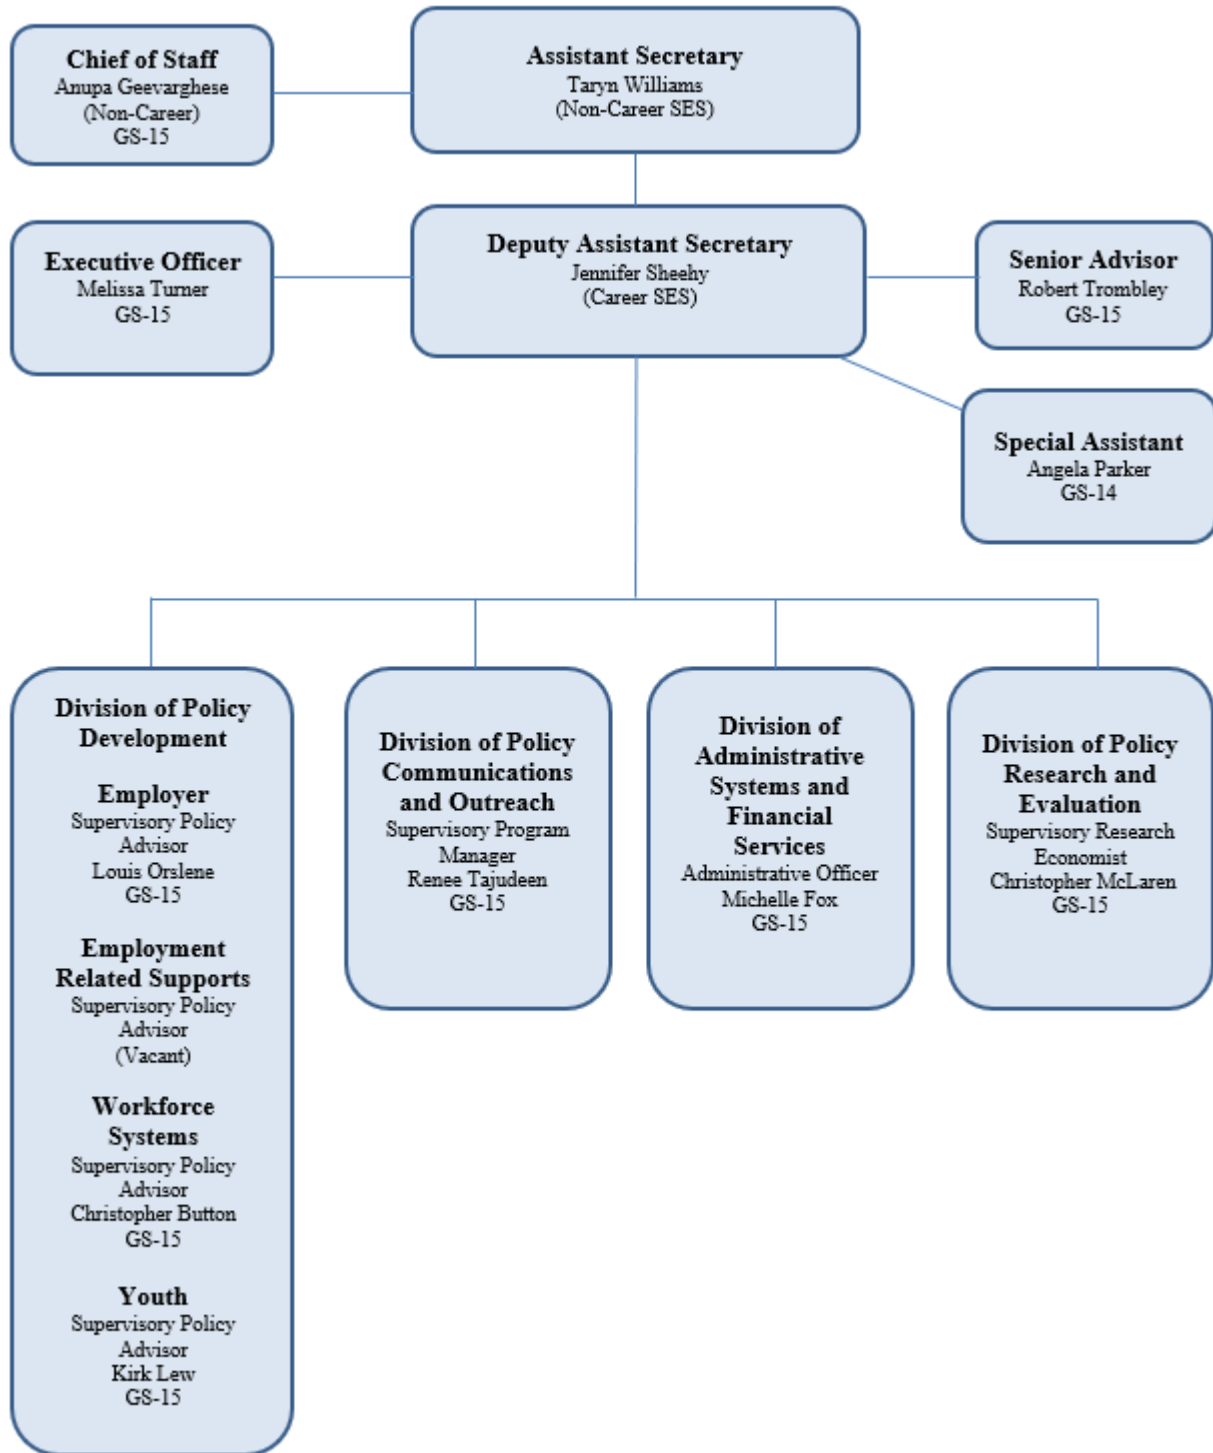 Chief of Staff
Anupa Geevarghese
(Non-Career)
GS-15
Assistant Secretary
Taryn Williams
(Non-Career SES)
Executive Officer
Melissa Turner
GS-15
Deputy Assistant Secretary
Jennifer Sheehy
(Career SES)
Senior Advisor
Robert Trombley
GS-15
Special Assistant
Angela Parker
GS-14
Division of Policy
Development
Employer
Supervisory Policy
Advisor
Louis Orslene
GS-15
Employment
Related Supports
Supervisory Policy
Advisor
(Vacant)
Workforce
Systems
Supervisory Policy
Advisor
Christopher Button
GS-15
Youth
Supervisory Policy
Advisor
Kirk Lew
GS-15
Division of Policy
Communications
and Outreach
Supervisory Program
Manager
Renee Tajudeen
GS-15
Division of
Administrative
Systems and
Financial
Services
Administrative Officer
Michelle Fox
GS-15
Division of Policy
Research and
Evaluation
Supervisory Research
Economist
Christopher McLaren
GS-15